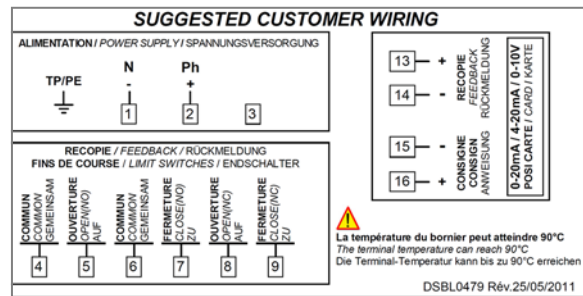 SUGGESTED CUSTOMER WIRING
ALIMENTATION / POWER SUPPLY / SPANNUNGSVERSORGUNG
TP/PE
N
-
Ph
+
1
2
3
RECOPIE / FEEDBACK / RÜCKMELDUNG
FINS DE COURSE / LIMIT SWITCHES / ENDSCHALTER
COMMUN
COMMON
GEMEINSAM
OUVERTURE
OPEN(NO)
AUF
COMMUN
COMMON
GEMEINSAM
FERMETURE
CLOSE(NO)
ZU
OUVERTURE
OPEN(NC)
AUF
FERMETURE
CLOSE(NC)
ZU
4
5
6
7
8
9
13 +
14 -
RECOPIE
FEEDBACK
RÜCKMELDUNG
15 -
16 +
CONSIGNE
CONSIGN
ANWEISUNG
0-20mA / 4-20mA / 0-10V
POSI CARTE / CARD / KARTE
La température du bornier peut atteindre 90°C
The terminal temperature can reach 90°C
Die Terminal-Temperatur kann bis zu 90°C erreichen
DSBL0479 Rév.25/05/2011